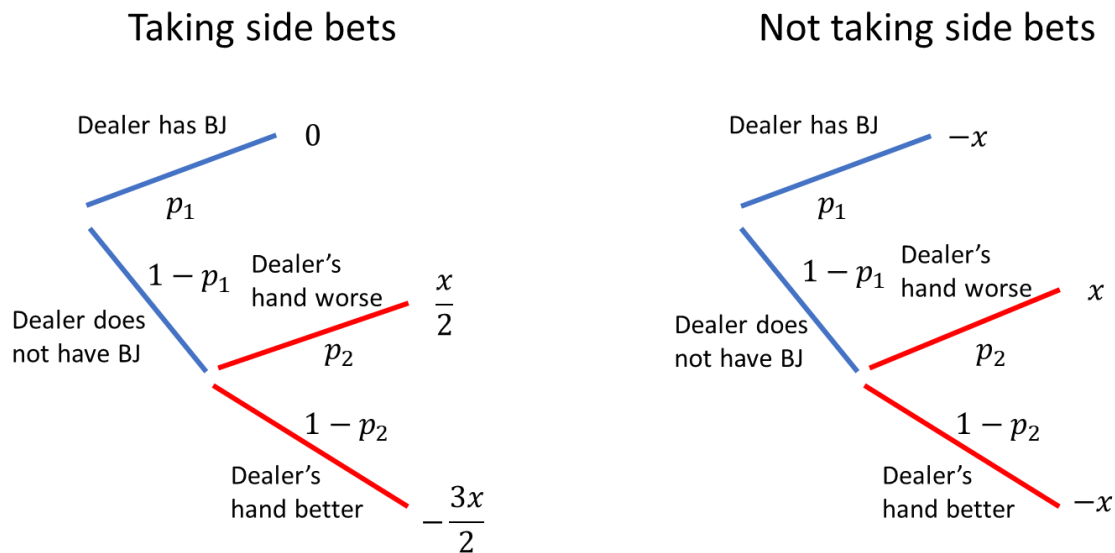 Taking side bets
Dealer has BJ
0
p₁
1 − p₁
Dealer's
hand worse
x/2
Dealer does
not have BJ
p₂
1 − p₂
Dealer's
hand better
−3x/2
Not taking side bets
Dealer has BJ
−x
p₁
1 − p₁
Dealer's
hand worse
x
Dealer does
not have BJ
p₂
1 − p₂
Dealer's
hand better
−x